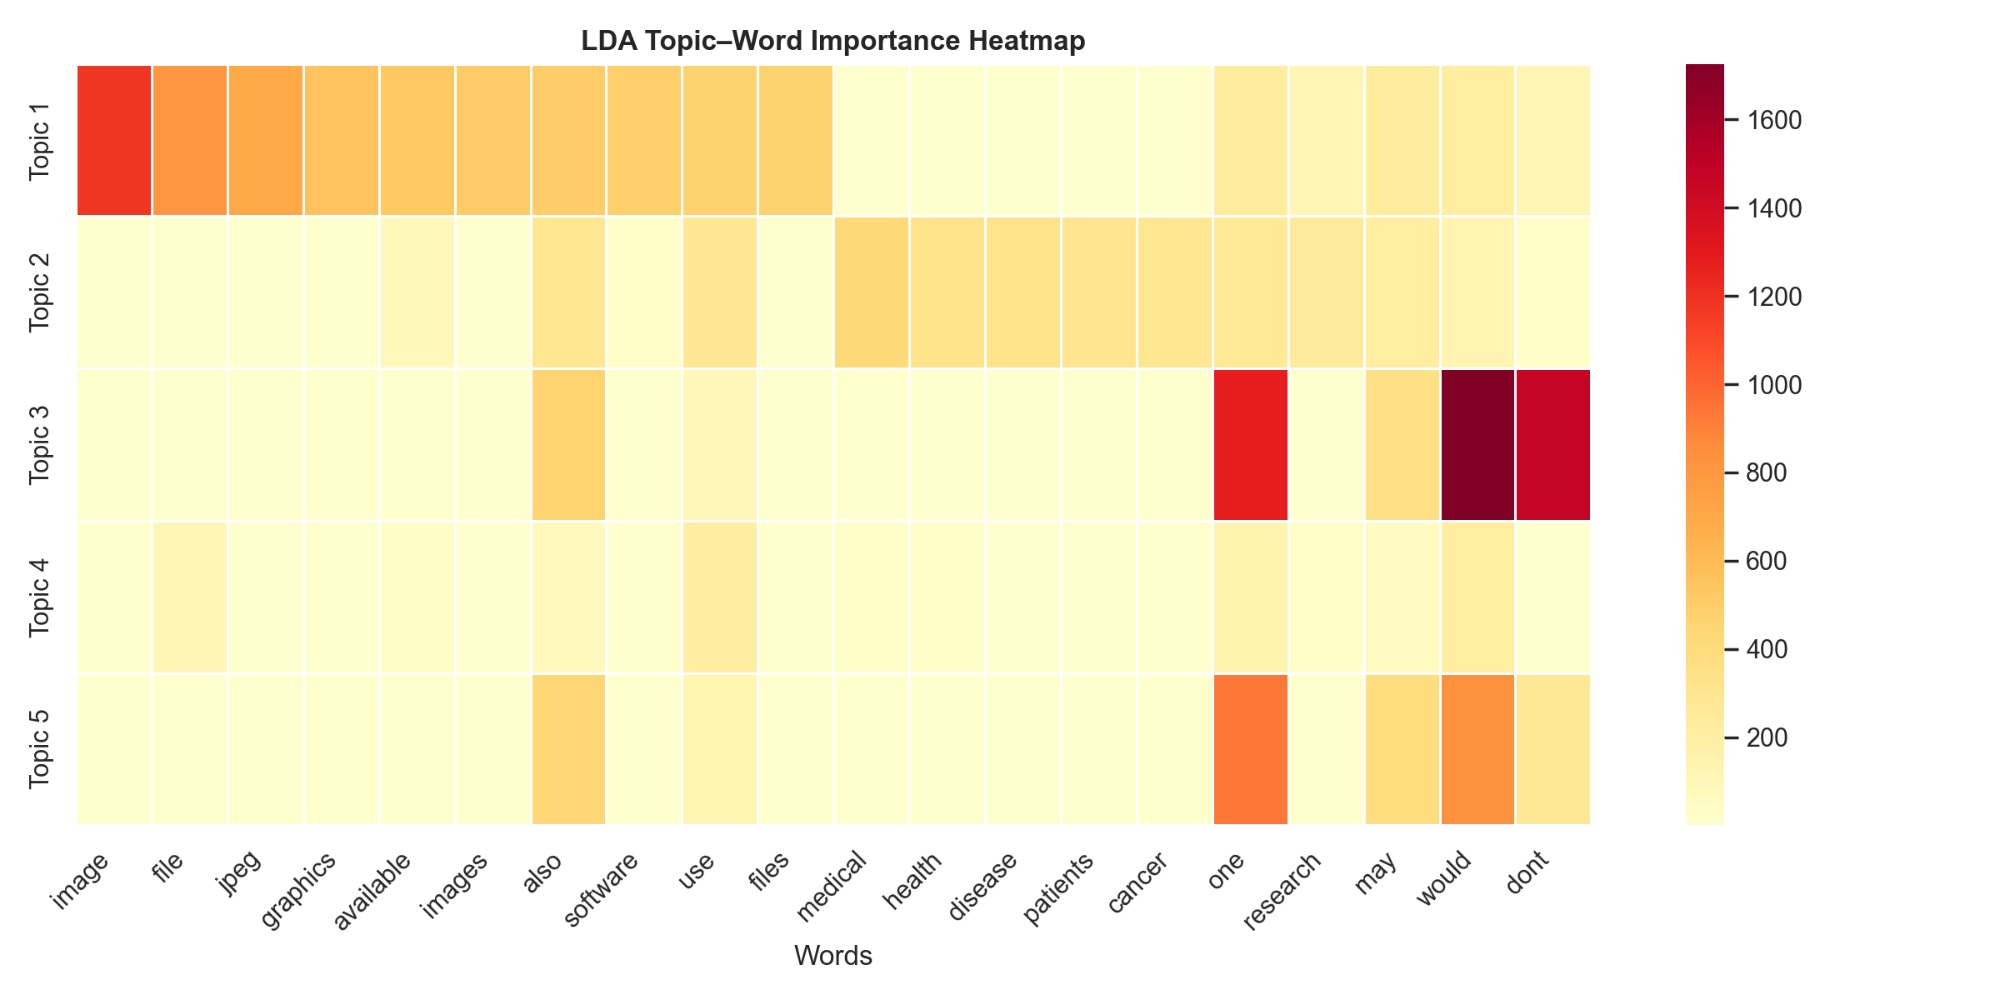 LDA Topic–Word Importance Heatmap
Topic 1
Topic 2
Topic 3
Topic 4
Topic 5
1600
1400
1200
1000
800
600
400
200
image
file
jpeg
graphics
available
images
also
software
use
files
medical
health
disease
patients
cancer
one
research
may
would
dont
Words